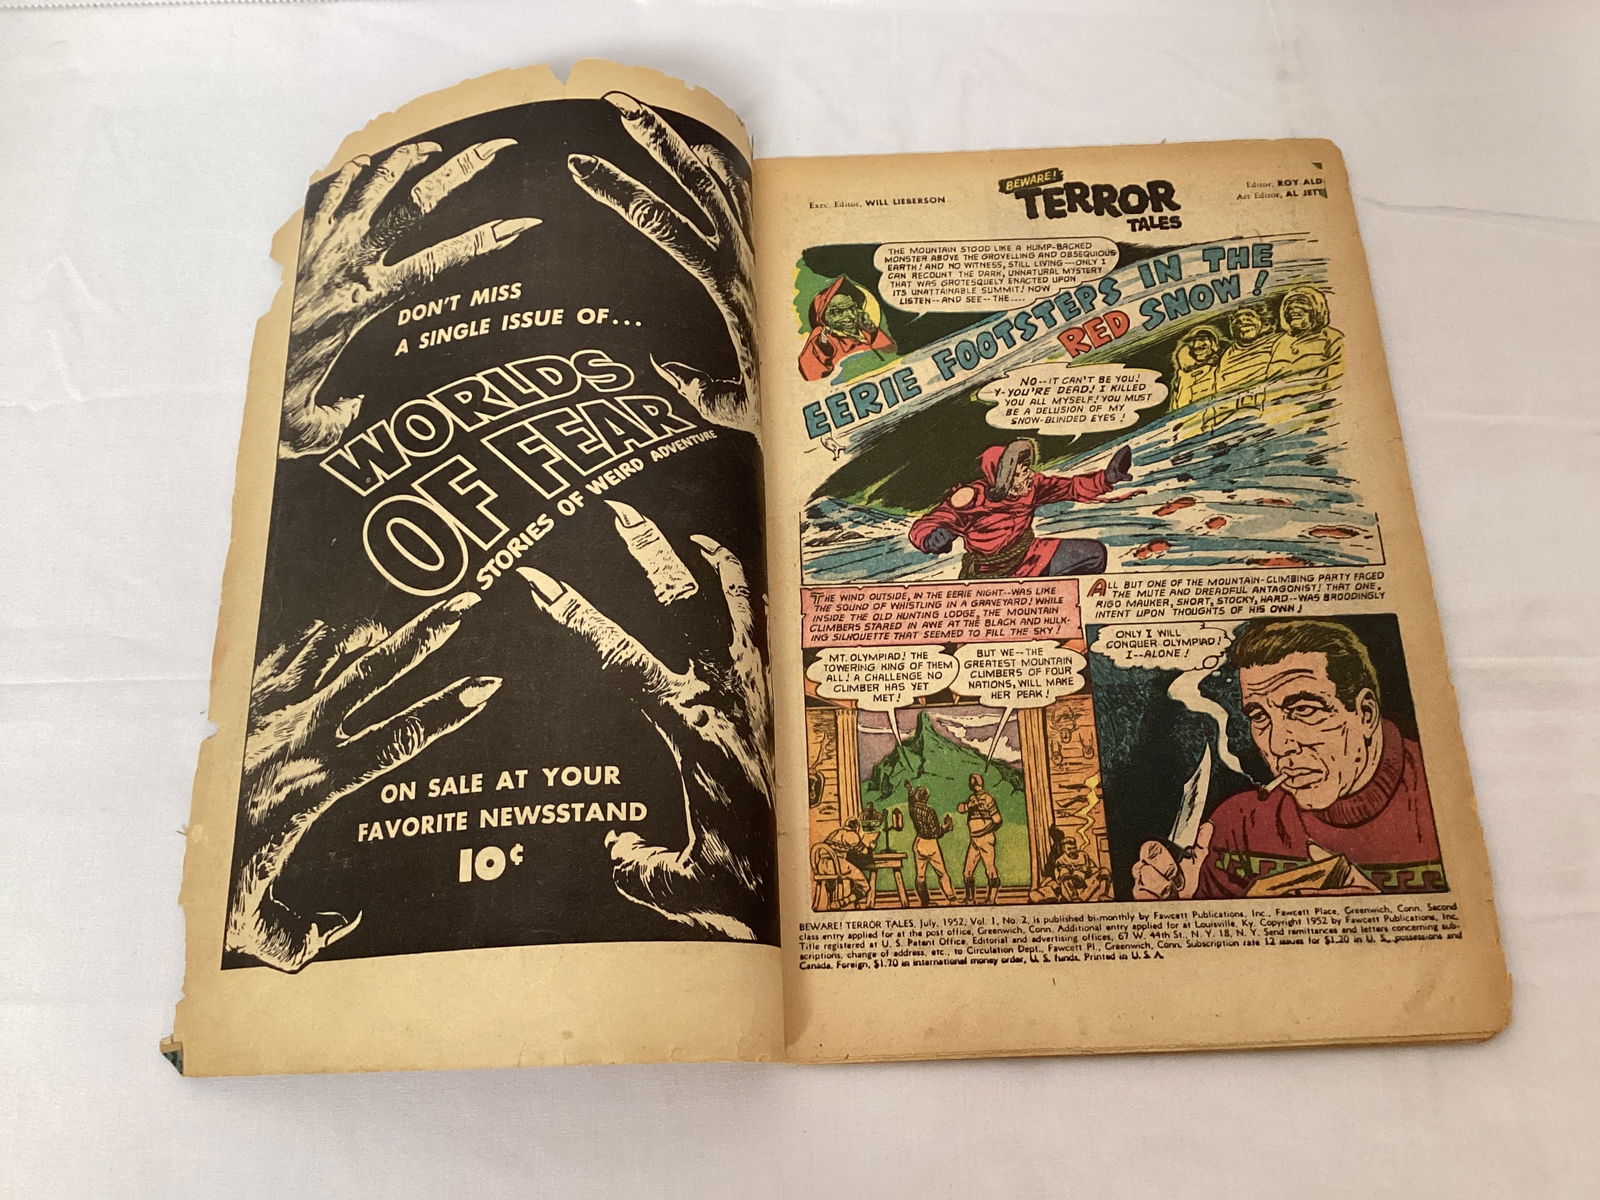 DON'T MISS
A SINGLE ISSUE OF...
WORLDS
OF FEAR
STORIES OF WEIRD ADVENTURE
ON SALE AT YOUR
FAVORITE NEWSSTAND
10¢
Exec. Editor, WILL LIEBERSON
BEWARE!
TERROR
TALES
Editor, ROY ALD
Art Editor, AL JET
THE MOUNTAIN STOOD LIKE A HUMP-BACKED
MONSTER ABOVE THE GROVELLING AND OBSEQUIOUS
EARTH! AND NO WITNESS, STILL LIVING--ONLY I
CAN RECOUNT THE DARK, UNNATURAL MYSTERY
THAT WAS GROTESQUELY ENACTED UPON
ITS UNATTAINABLE SUMMIT! NOW
LISTEN--AND SEE--THE....
EERIE FOOTSTEPS IN THE
RED SNOW!
NO--IT CAN'T BE YOU!
Y-YOU'RE DEAD! I KILLED
YOU ALL MYSELF! YOU MUST
BE A DELUSION OF MY
SNOW-BLINDED EYES!
THE WIND OUTSIDE, IN THE EERIE NIGHT--WAS LIKE
THE SOUND OF WHISTLING IN A GRAVEYARD! WHILE
INSIDE THE OLD HUNTING LODGE, THE MOUNTAIN
CLIMBERS STARED IN AWE AT THE BLACK AND HULK-
ING SILHOUETTE THAT SEEMED TO FILL THE SKY!
MT. OLYMPIAD! THE
TOWERING KING OF THEM
ALL! A CHALLENGE NO
CLIMBER HAS YET
MET!
BUT WE--THE
GREATEST MOUNTAIN
CLIMBERS OF FOUR
NATIONS, WILL MAKE
HER PEAK!
ALL BUT ONE OF THE MOUNTAIN-CLIMBING PARTY FACED
THE MUTE AND DREADFUL ANTAGONIST! THAT ONE,
RIGO MAUKER, SHORT, STOCKY, HARD--WAS BROODINGLY
INTENT UPON THOUGHTS OF HIS OWN!
ONLY I WILL
CONQUER OLYMPIAD!
I--ALONE!
BEWARE! TERROR TALES, July, 1952, Vol. 1, No. 2, is published bi-monthly by Fawcett Publications, Inc., Fawcett Place, Greenwich, Conn. Second
class entry applied for at the post office, Greenwich, Conn. Additional entry applied for at Louisville, Ky. Copyright 1952 by Fawcett Publications, Inc.
Title registered at U. S. Patent Office, Editorial and advertising offices, 67 W. 44th St., N. Y. 18, N. Y. Send remittances and letters concerning sub-
scriptions, change of address, etc., to Circulation Dept., Fawcett Pl., Greenwich, Conn. Subscription rate 12 issues for $1.20 in U. S., possessions and
Canada. Foreign, $1.70 in international money order, U. S. funds. Printed in U. S. A.